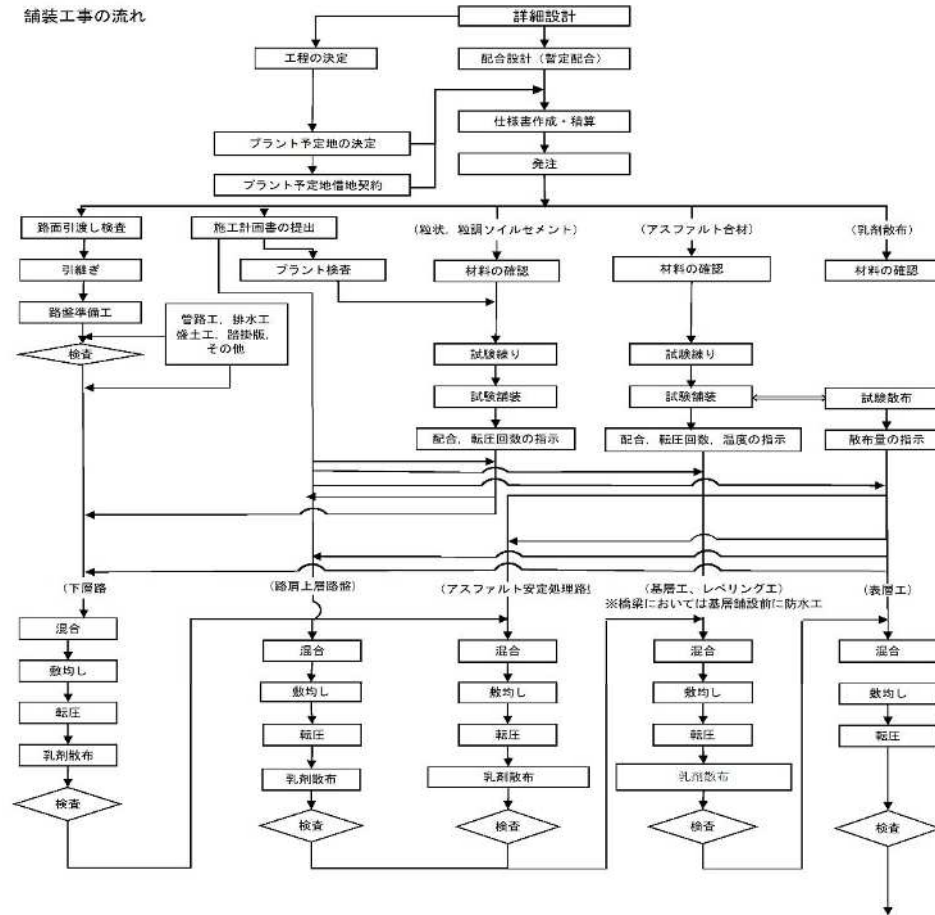 舗装工事の流れ
詳細設計
工程の決定
配合設計（暫定配合）
仕様書作成・積算
プラント予定地の決定
発注
プラント予定地借地契約
路面引渡し検査
施工計画書の提出
（粒状，粒調ソイルセメント）
（アスファルト合材）
（乳剤散布）
引継ぎ
プラント検査
材料の確認
材料の確認
材料の確認
路盤準備工
管路工，排水工
盛土工，踏掛版，
その他
検査
試験練り
試験練り
試験舗装
試験舗装
試験散布
配合，転圧回数の指示
配合，転圧回数，温度の指示
散布量の指示
（下層路
（路肩上層路盤）
（アスファルト安定処理路
（基層工，レベリング工）
（表層工）
※橋梁においては基層舗設前に防水工
混合
混合
混合
混合
混合
敷均し
敷均し
敷均し
敷均し
敷均し
転圧
転圧
転圧
転圧
転圧
乳剤散布
乳剤散布
乳剤散布
乳剤散布
検査
検査
検査
検査
検査